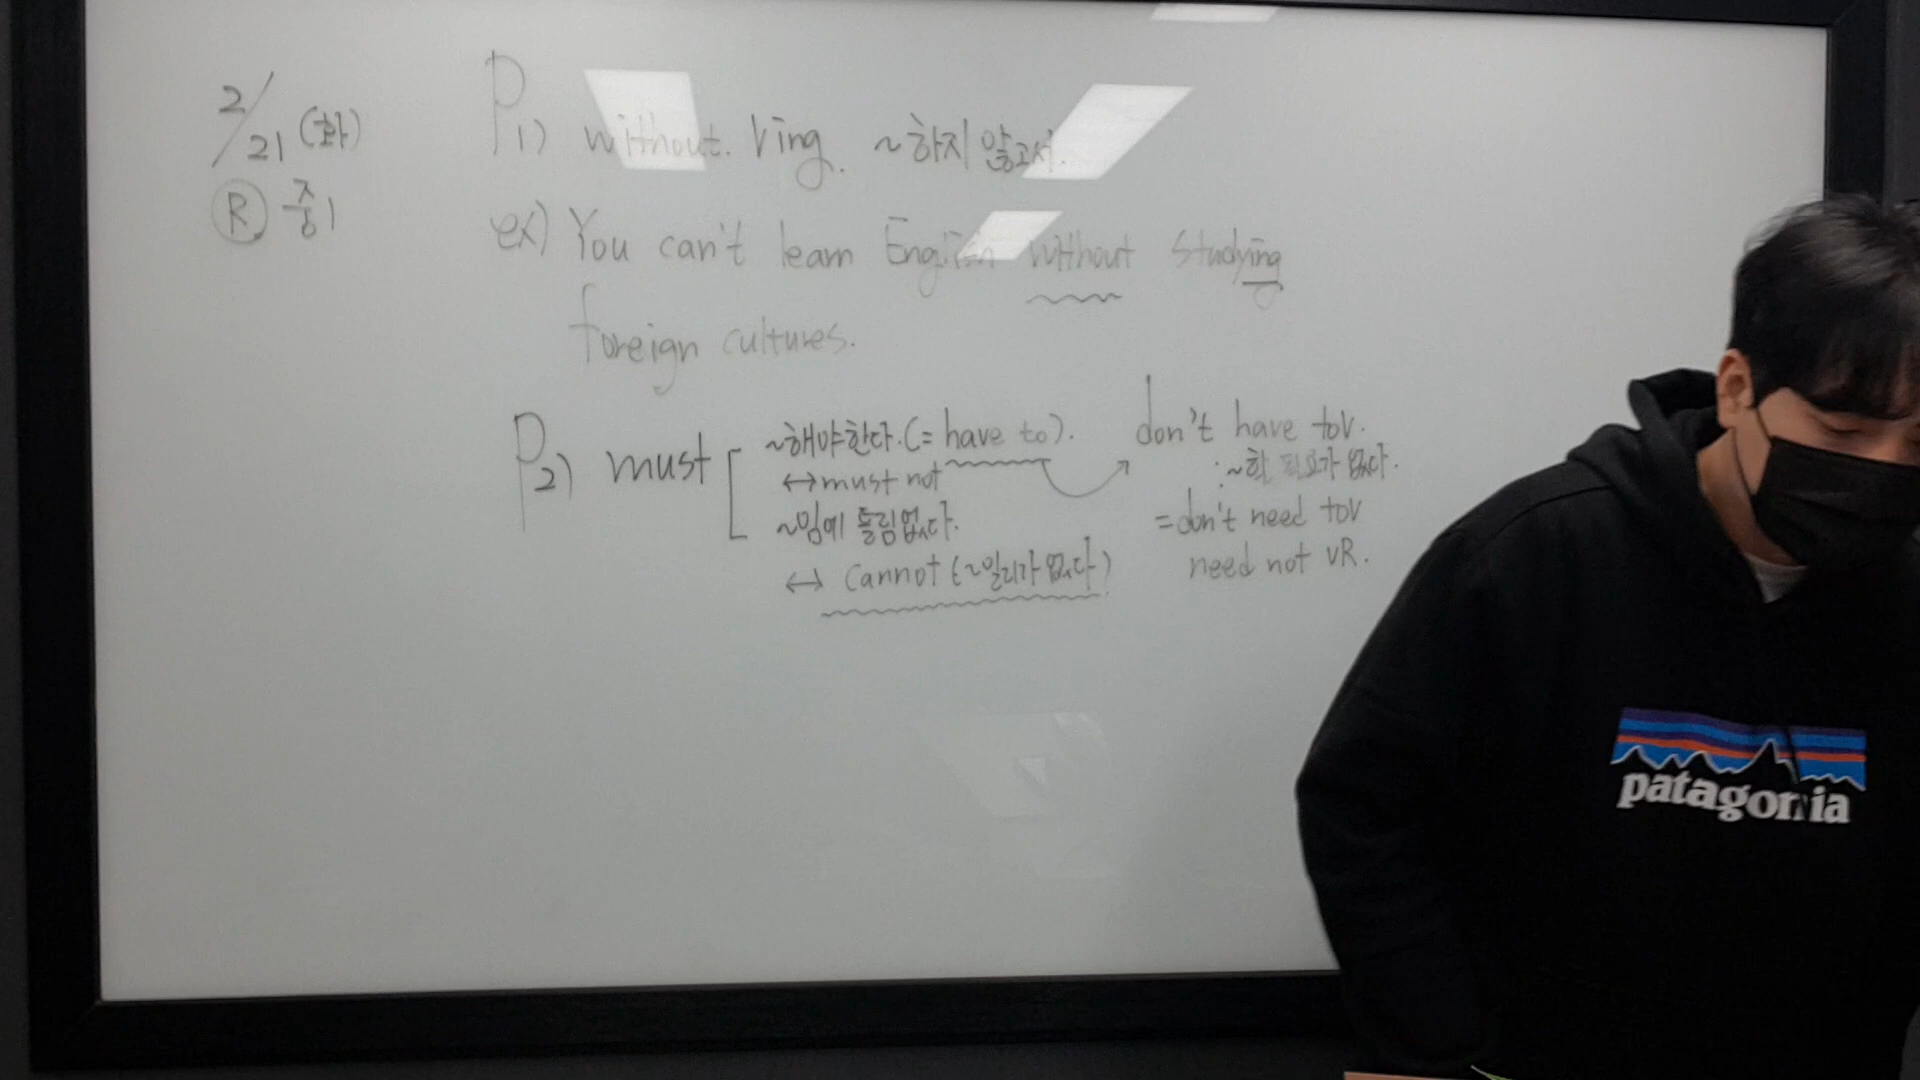 2/21 (화)
Ⓡ 중1
P1) without. Ving. ~하지 않고서.
ex) You can't learn English without studying
foreign cultures.
P2) must [ ~해야한다. (= have to).
↔ must not
~임에 틀림없다.
↔ cannot (~일리가 없다)
don't have toV.
: ~할 필요가 없다.
= don't need toV
need not VR.
patagonia